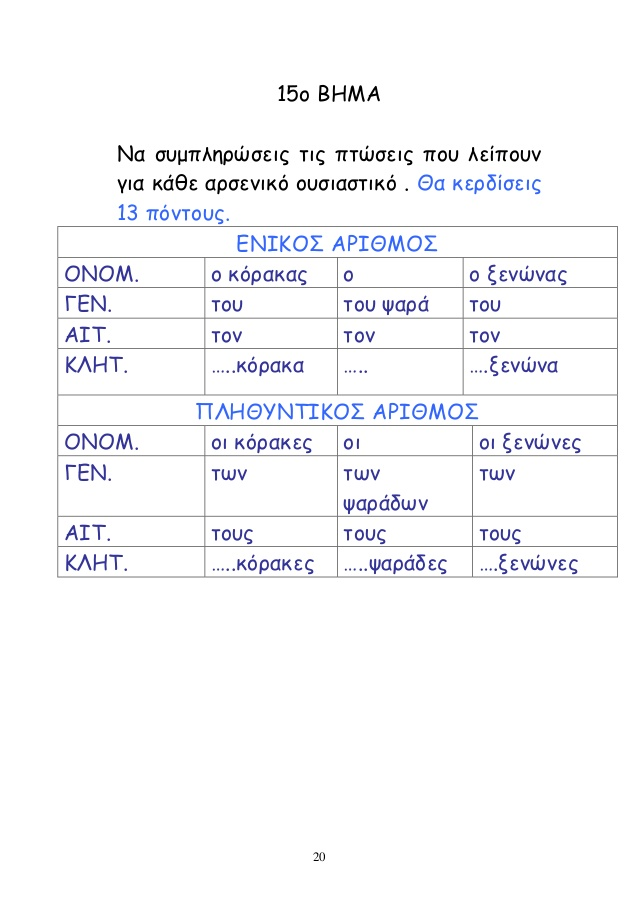 15ο ΒΗΜΑ
Να συμπληρώσεις τις πτώσεις που λείπουν
για κάθε αρσενικό ουσιαστικό . Θα κερδίσεις
13 πόντους.
ΕΝΙΚΟΣ ΑΡΙΘΜΟΣ
ΟΝΟΜ. ο κόρακας ο ο ξενώνας
ΓΕΝ. του του ψαρά του
ΑΙΤ. τον τον τον
ΚΛΗΤ. …..κόρακα ….. ….ξενώνα
ΠΛΗΘΥΝΤΙΚΟΣ ΑΡΙΘΜΟΣ
ΟΝΟΜ. οι κόρακες οι οι ξενώνες
ΓΕΝ. των των των
ψαράδων
ΑΙΤ. τους τους τους
ΚΛΗΤ. …..κόρακες …..ψαράδες ….ξενώνες
20